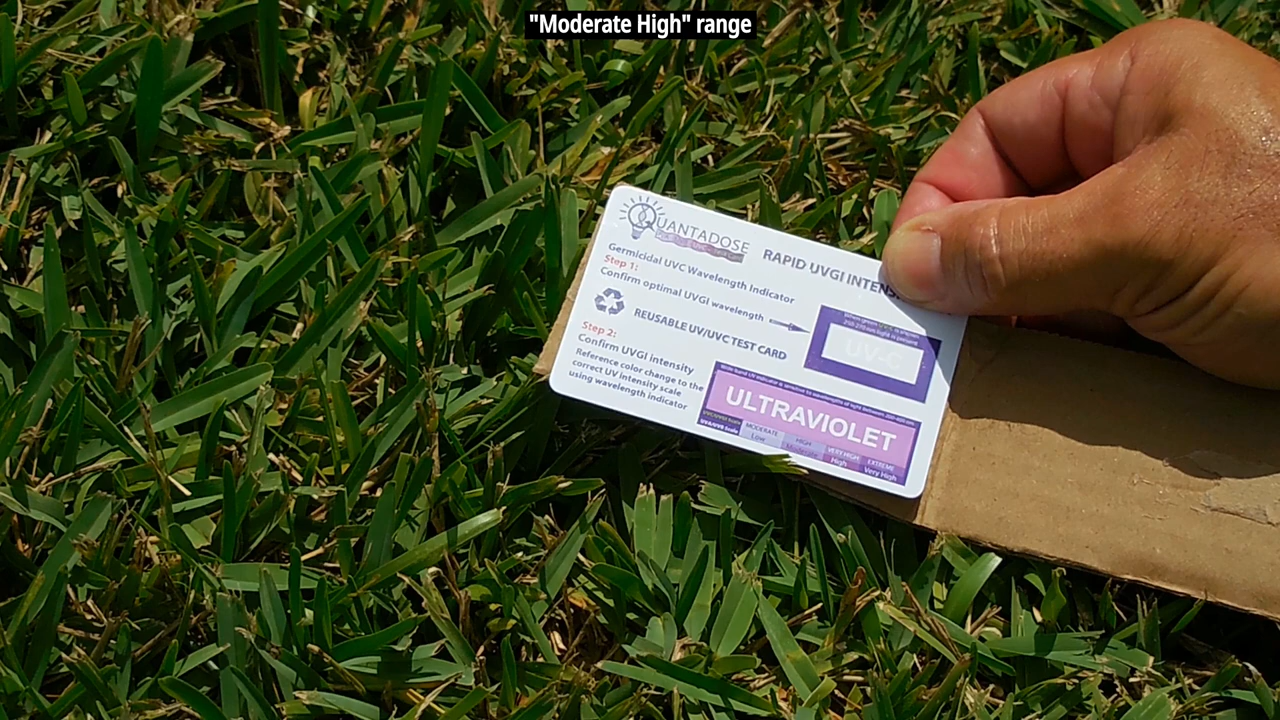 "Moderate High" range
QUANTADOSE
RAPID UVGI INTENS
Germicidal UVC Wavelength Indicator
Step 1:
Confirm optimal UVGI wavelength
REUSABLE UV/UVC TEST CARD
UV-C
Step 2:
Confirm UVGI intensity
Reference color change to the
correct UV intensity scale
using wavelength indicator
ULTRAVIOLET
MODERATE HIGH VERY HIGH EXTREME
Low High Very High